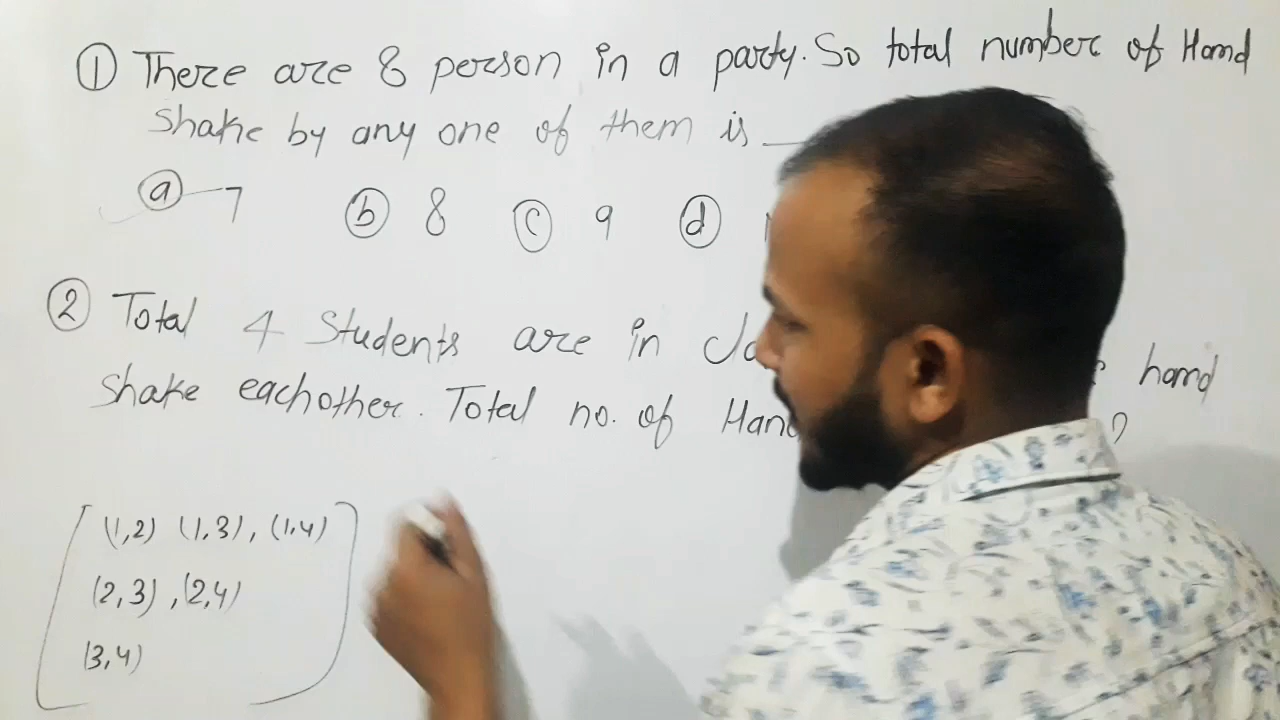 ① There are 8 person in a party. So total number of Hand
Shake by any one of them is __
ⓐ 7 ⓑ 8 ⓒ 9 ⓓ
② Total 4 Students are in hand
Shake eachother. Total no. of ?
(1,2) (1,3), (1,4)
(2,3), (2,4)
(3,4)